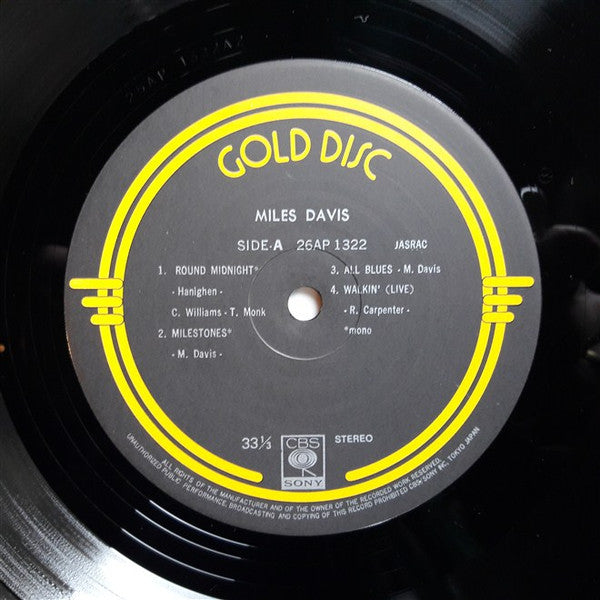 GOLD DISC
MILES DAVIS
SIDE·A 26AP 1322 JASRAC
1. ROUND MIDNIGHT*
- Hanighen -
C. Williams - T. Monk
2. MILESTONES*
- M. Davis -
3. ALL BLUES - M. Davis
4. WALKIN' (LIVE)
- R. Carpenter -
*mono
33⅓ CBS STEREO
SONY
ALL RIGHTS OF THE MANUFACTURER AND OF THE OWNER OF THE RECORDED WORK RESERVED.
UNAUTHORIZED PUBLIC PERFORMANCE, BROADCASTING AND COPYING OF THIS RECORD PROHIBITED CBS/SONY INC. TOKYO JAPAN